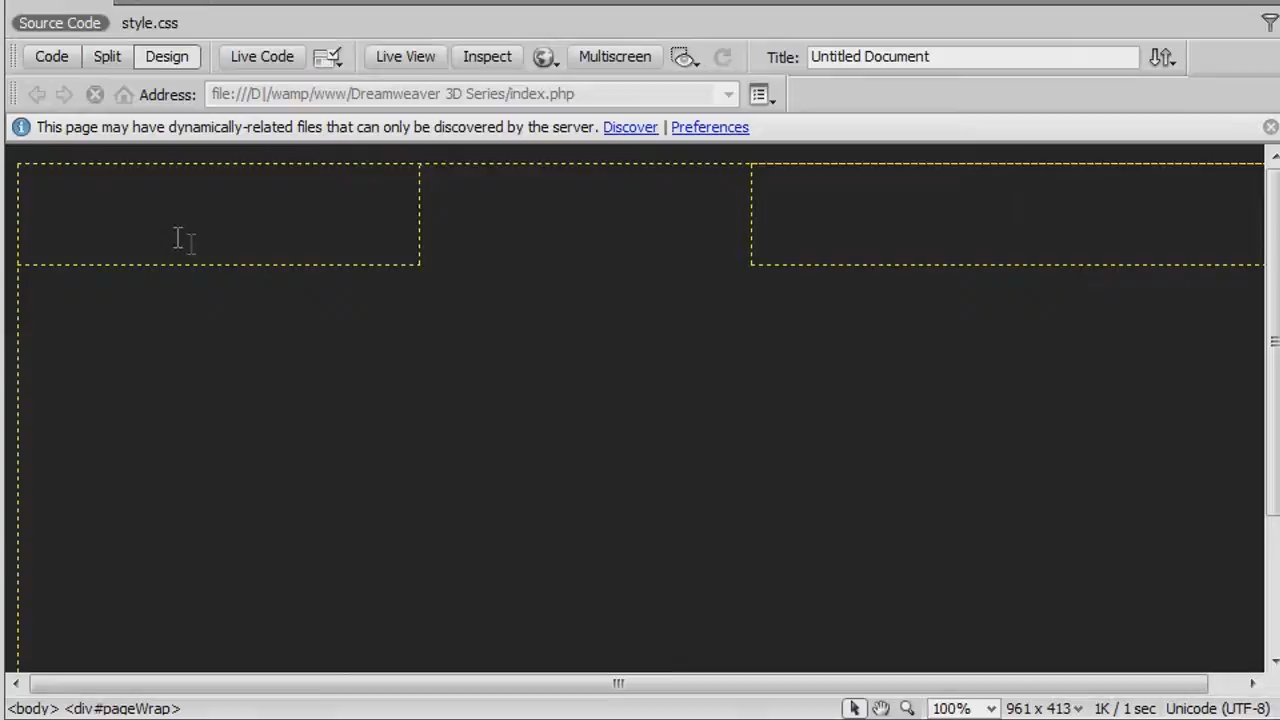 Source Code style.css
Code Split Design Live Code Live View Inspect Multiscreen Title: Untitled Document
Address: file:///D|/wamp/www/Dreamweaver 3D Series/index.php
This page may have dynamically-related files that can only be discovered by the server. Discover | Preferences
<body> <div#pageWrap> 100% 961 x 413 1K / 1 sec Unicode (UTF-8)